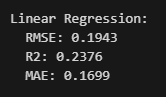 Linear Regression:
RMSE: 0.1943
R2: 0.2376
MAE: 0.1699